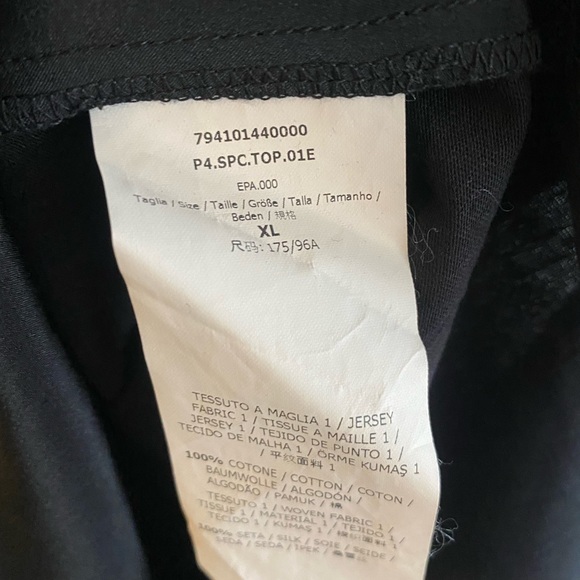 794101440000
P4.SPC.TOP.01E
EPA.000
Taglia / Size / Taille / Größe / Talla / Tamanho /
Beden / 規格
XL
尺码: 175/96A
TESSUTO A MAGLIA 1 / JERSEY
FABRIC 1 / TISSUE A MAILLE 1 /
JERSEY 1 / TEJIDO DE PUNTO 1 /
TECIDO DE MALHA 1 / ÖRME KUMAŞ 1
/ 平纹面料 1
100% COTONE / COTTON / COTON /
BAUMWOLLE / ALGODÓN /
ALGODÃO / PAMUK / 棉
TESSUTO 1 / WOVEN FABRIC 1 /
TISSUE 1 / MATERIAL 1 / TEJIDO 1 /
TECIDO 1 / KUMAŞ 1 / 梭织面料 1
100% SETA / SILK / SOIE / SEIDE /
SEDA / SEDA / İPEK / 桑蚕丝